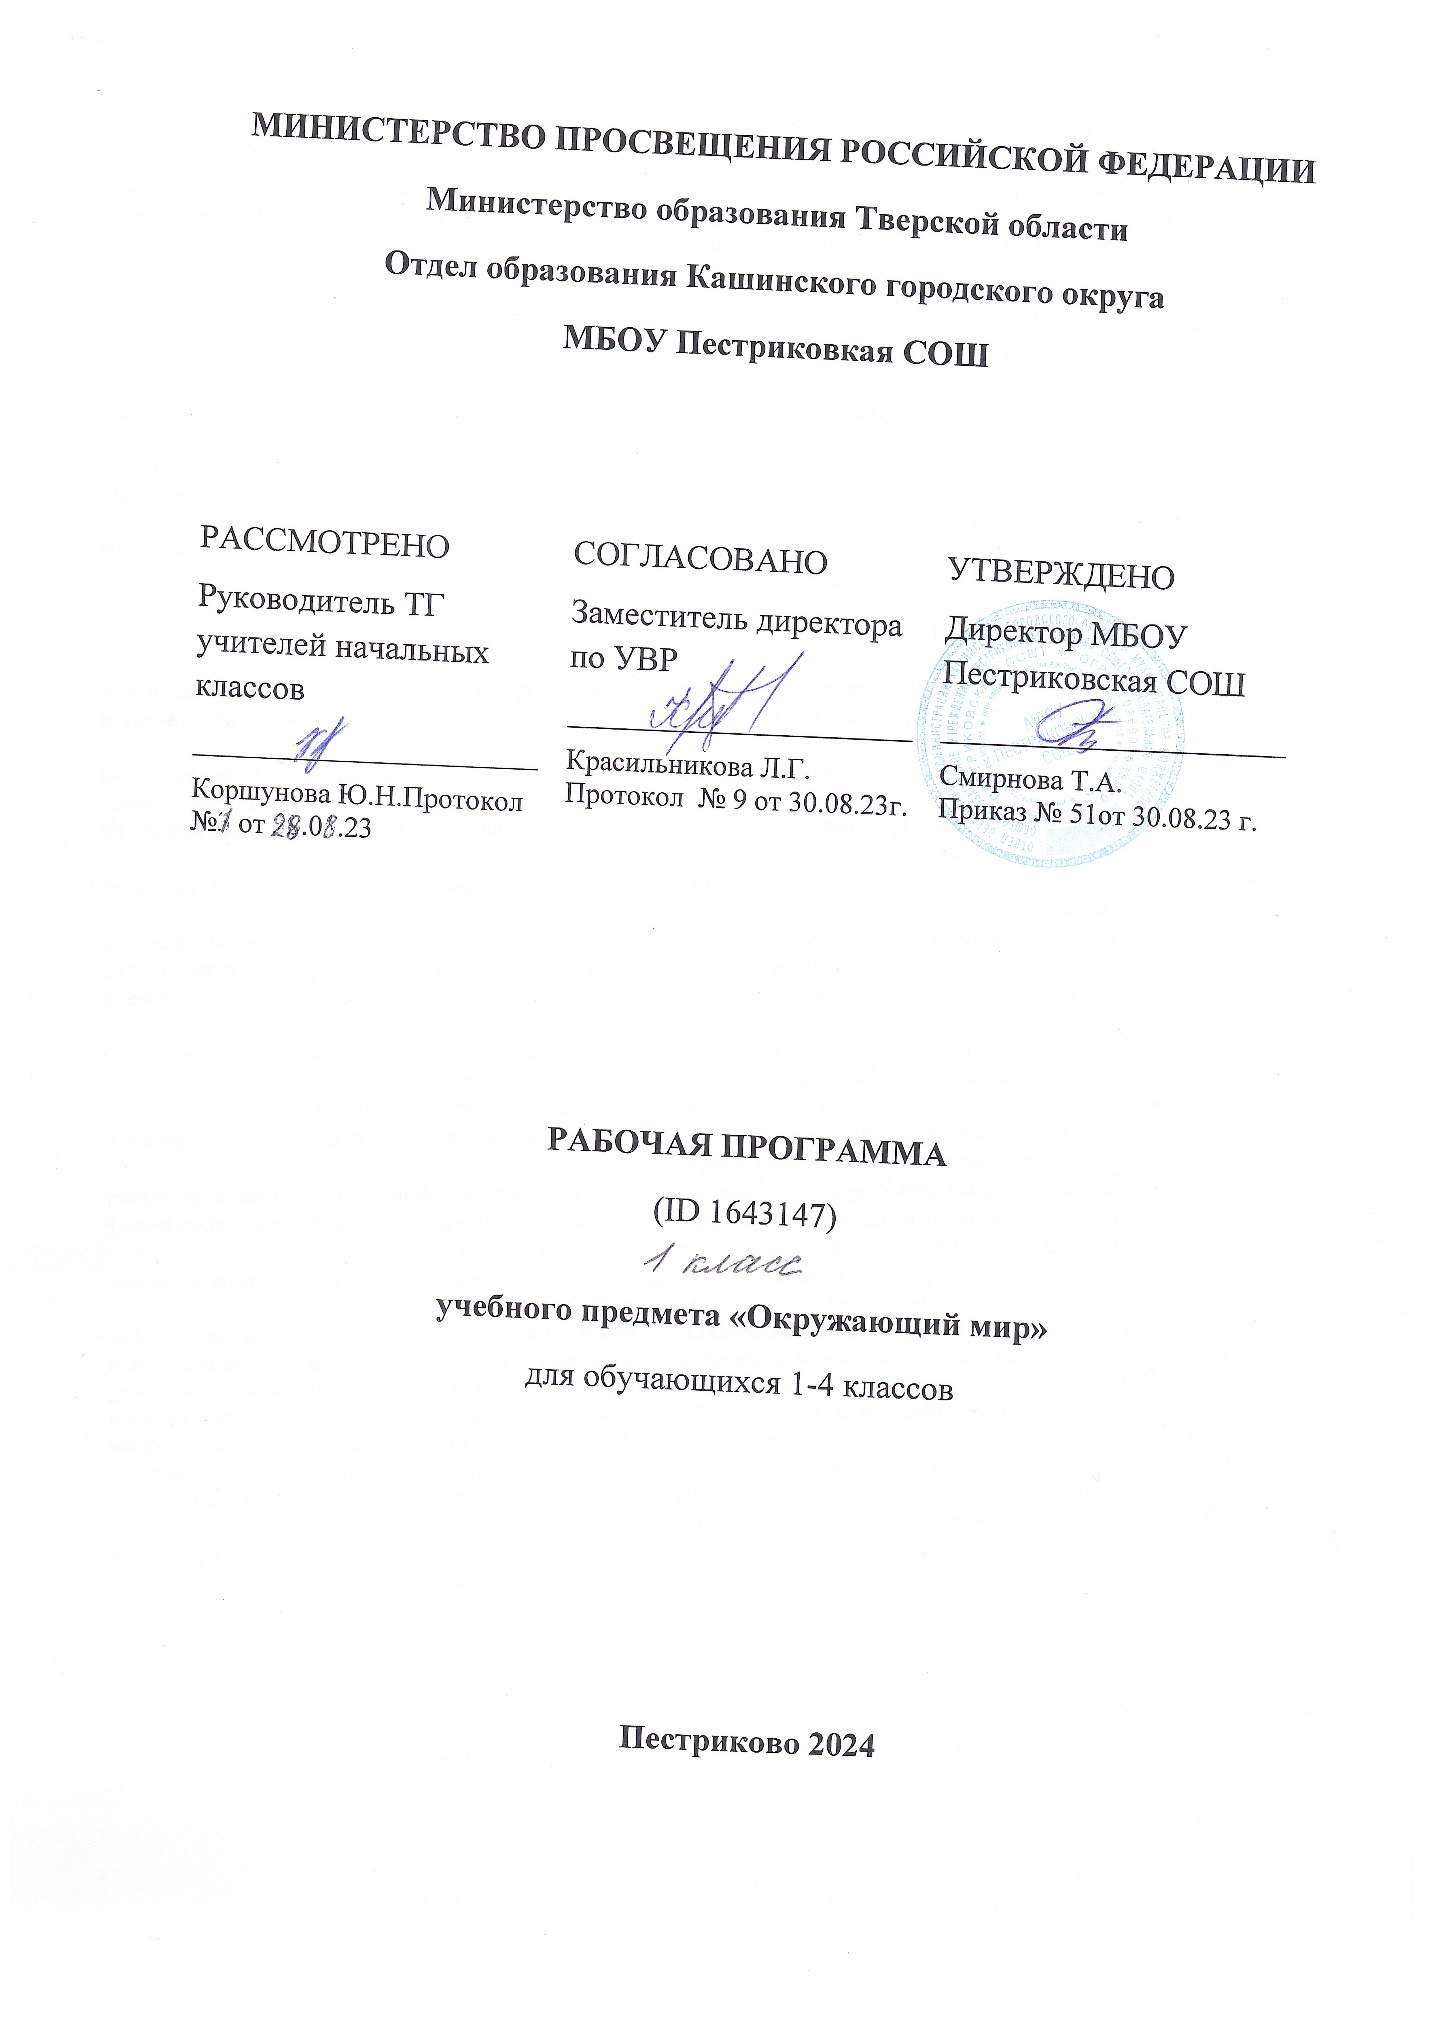 МИНИСТЕРСТВО ПРОСВЕЩЕНИЯ РОССИЙСКОЙ ФЕДЕРАЦИИ
Министерство образования Тверской области
Отдел образования Кашинского городского округа
МБОУ Пестриковкая СОШ
РАССМОТРЕНО
Руководитель ТГ
учителей начальных
классов
Коршунова Ю.Н.Протокол
№1 от 28.08.23
СОГЛАСОВАНО
Заместитель директора
по УВР
Красильникова Л.Г.
Протокол № 9 от 30.08.23г.
УТВЕРЖДЕНО
Директор МБОУ
Пестриковская СОШ
Смирнова Т.А.
Приказ № 51от 30.08.23 г.
РАБОЧАЯ ПРОГРАММА
(ID 1643147)
1 класс
учебного предмета «Окружающий мир»
для обучающихся 1-4 классов
Пестриково 2024